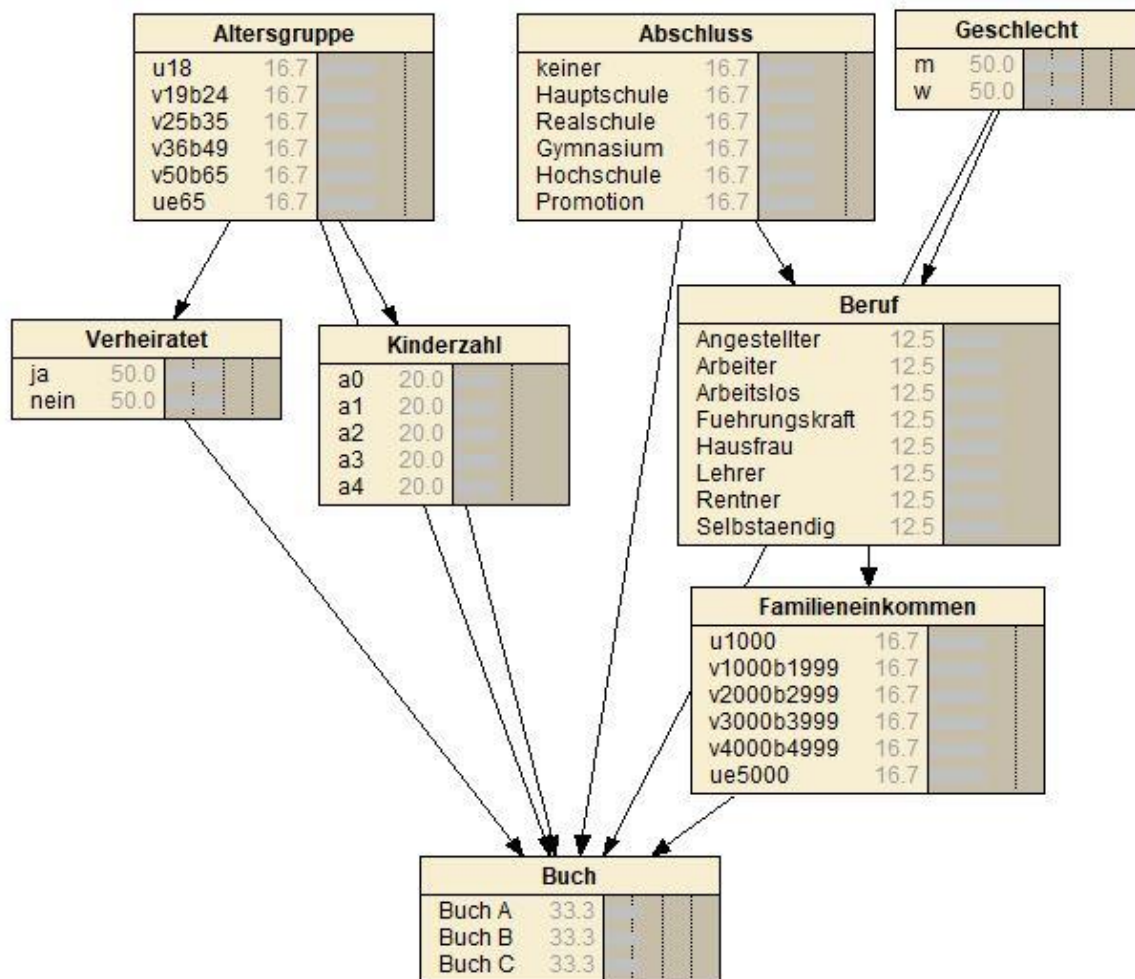 Altersgruppe
u18 16.7
v19b24 16.7
v25b35 16.7
v36b49 16.7
v50b65 16.7
ue65 16.7
Abschluss
keiner 16.7
Hauptschule 16.7
Realschule 16.7
Gymnasium 16.7
Hochschule 16.7
Promotion 16.7
Geschlecht
m 50.0
w 50.0
Verheiratet
ja 50.0
nein 50.0
Kinderzahl
a0 20.0
a1 20.0
a2 20.0
a3 20.0
a4 20.0
Beruf
Angestellter 12.5
Arbeiter 12.5
Arbeitslos 12.5
Fuehrungskraft 12.5
Hausfrau 12.5
Lehrer 12.5
Rentner 12.5
Selbstaendig 12.5
Familieneinkommen
u1000 16.7
v1000b1999 16.7
v2000b2999 16.7
v3000b3999 16.7
v4000b4999 16.7
ue5000 16.7
Buch
Buch A 33.3
Buch B 33.3
Buch C 33.3